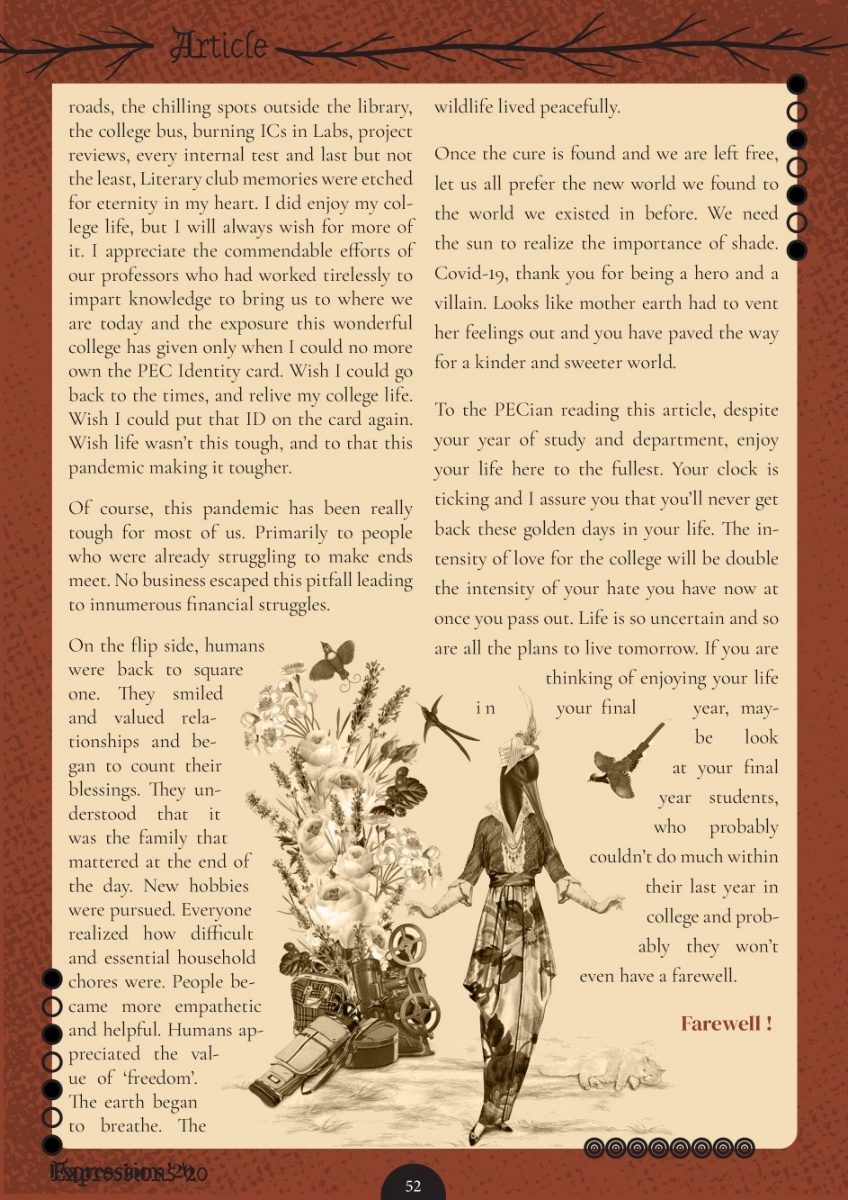 Article
roads, the chilling spots outside the library,
the college bus, burning ICs in Labs, project
reviews, every internal test and last but not
the least, Literary club memories were etched
for eternity in my heart. I did enjoy my col-
lege life, but I will always wish for more of
it. I appreciate the commendable efforts of
our professors who had worked tirelessly to
impart knowledge to bring us to where we
are today and the exposure this wonderful
college has given only when I could no more
own the PEC Identity card. Wish I could go
back to the times, and relive my college life.
Wish I could put that ID on the card again.
Wish life wasn't this tough, and to that this
pandemic making it tougher.
Of course, this pandemic has been really
tough for most of us. Primarily to people
who were already struggling to make ends
meet. No business escaped this pitfall leading
to innumerous financial struggles.
On the flip side, humans
were back to square
one. They smiled
and valued rela-
tionships and be-
gan to count their
blessings. They un-
derstood that it
was the family that
mattered at the end of
the day. New hobbies
were pursued. Everyone
realized how difficult
and essential household
chores were. People be-
came more empathetic
and helpful. Humans ap-
preciated the val-
ue of ‘freedom’.
The earth began
to breathe. The
wildlife lived peacefully.
Once the cure is found and we are left free,
let us all prefer the new world we found to
the world we existed in before. We need
the sun to realize the importance of shade.
Covid-19, thank you for being a hero and a
villain. Looks like mother earth had to vent
her feelings out and you have paved the way
for a kinder and sweeter world.
To the PECian reading this article, despite
your year of study and department, enjoy
your life here to the fullest. Your clock is
ticking and I assure you that you'll never get
back these golden days in your life. The in-
tensity of love for the college will be double
the intensity of your hate you have now at
once you pass out. Life is so uncertain and so
are all the plans to live tomorrow. If you are
thinking of enjoying your life
in your final year, may-
be look
at your final
year students,
who probably
couldn't do much within
their last year in
college and prob-
ably they won't
even have a farewell.
Farewell !
Expressions'20
52